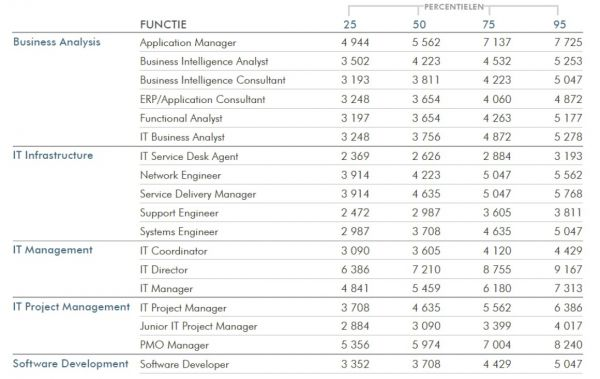 PERCENTIELEN
FUNCTIE 25 50 75 95
Business Analysis Application Manager 4 944 5 562 7 137 7 725
Business Intelligence Analyst 3 502 4 223 4 532 5 253
Business Intelligence Consultant 3 193 3 811 4 223 5 047
ERP/Application Consultant 3 248 3 654 4 060 4 872
Functional Analyst 3 197 3 654 4 263 5 177
IT Business Analyst 3 248 3 756 4 872 5 278
IT Infrastructure IT Service Desk Agent 2 369 2 626 2 884 3 193
Network Engineer 3 914 4 223 5 047 5 562
Service Delivery Manager 3 914 4 635 5 047 5 768
Support Engineer 2 472 2 987 3 605 3 811
Systems Engineer 2 987 3 708 4 635 5 047
IT Management IT Coordinator 3 090 3 605 4 120 4 429
IT Director 6 386 7 210 8 755 9 167
IT Manager 4 841 5 459 6 180 7 313
IT Project Management IT Project Manager 3 708 4 635 5 562 6 386
Junior IT Project Manager 2 884 3 090 3 399 4 017
PMO Manager 5 356 5 974 7 004 8 240
Software Development Software Developer 3 352 3 708 4 429 5 047